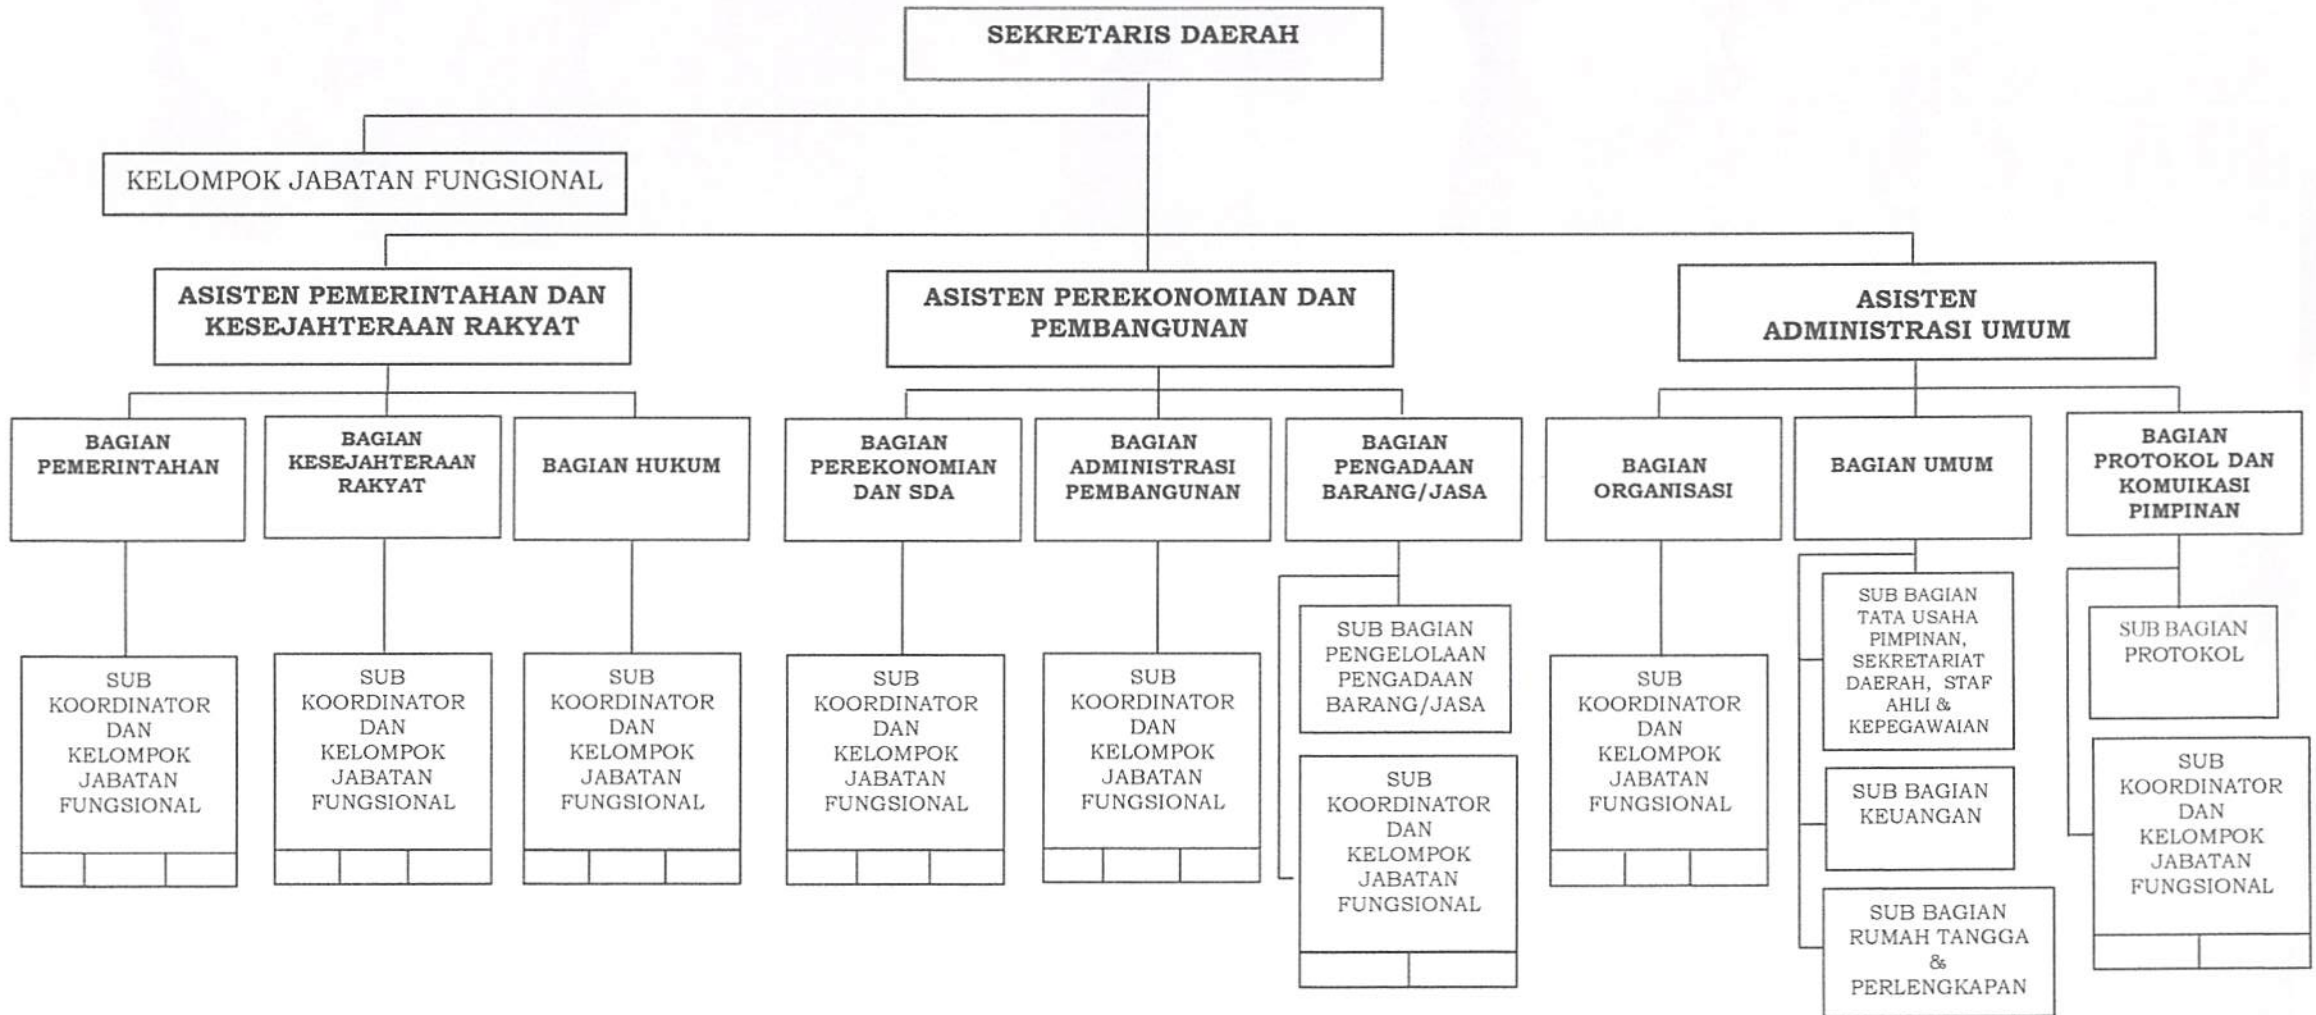 SEKRETARIS DAERAH
KELOMPOK JABATAN FUNGSIONAL
ASISTEN PEMERINTAHAN DAN
KESEJAHTERAAN RAKYAT
ASISTEN PEREKONOMIAN DAN
PEMBANGUNAN
ASISTEN
ADMINISTRASI UMUM
BAGIAN
PEMERINTAHAN
BAGIAN
KESEJAHTERAAN
RAKYAT
BAGIAN HUKUM
BAGIAN
PEREKONOMIAN
DAN SDA
BAGIAN
ADMINISTRASI
PEMBANGUNAN
BAGIAN
PENGADAAN
BARANG/JASA
BAGIAN
ORGANISASI
BAGIAN UMUM
BAGIAN
PROTOKOL DAN
KOMUIKASI
PIMPINAN
SUB
KOORDINATOR
DAN
KELOMPOK
JABATAN
FUNGSIONAL
SUB
KOORDINATOR
DAN
KELOMPOK
JABATAN
FUNGSIONAL
SUB
KOORDINATOR
DAN
KELOMPOK
JABATAN
FUNGSIONAL
SUB
KOORDINATOR
DAN
KELOMPOK
JABATAN
FUNGSIONAL
SUB
KOORDINATOR
DAN
KELOMPOK
JABATAN
FUNGSIONAL
SUB BAGIAN
PENGELOLAAN
PENGADAAN
BARANG/JASA
SUB
KOORDINATOR
DAN
KELOMPOK
JABATAN
FUNGSIONAL
SUB
KOORDINATOR
DAN
KELOMPOK
JABATAN
FUNGSIONAL
SUB BAGIAN
TATA USAHA
PIMPINAN,
SEKRETARIAT
DAERAH, STAF
AHLI &
KEPEGAWAIAN
SUB BAGIAN
KEUANGAN
SUB BAGIAN
RUMAH TANGGA
&
PERLENGKAPAN
SUB BAGIAN
PROTOKOL
SUB
KOORDINATOR
DAN
KELOMPOK
JABATAN
FUNGSIONAL